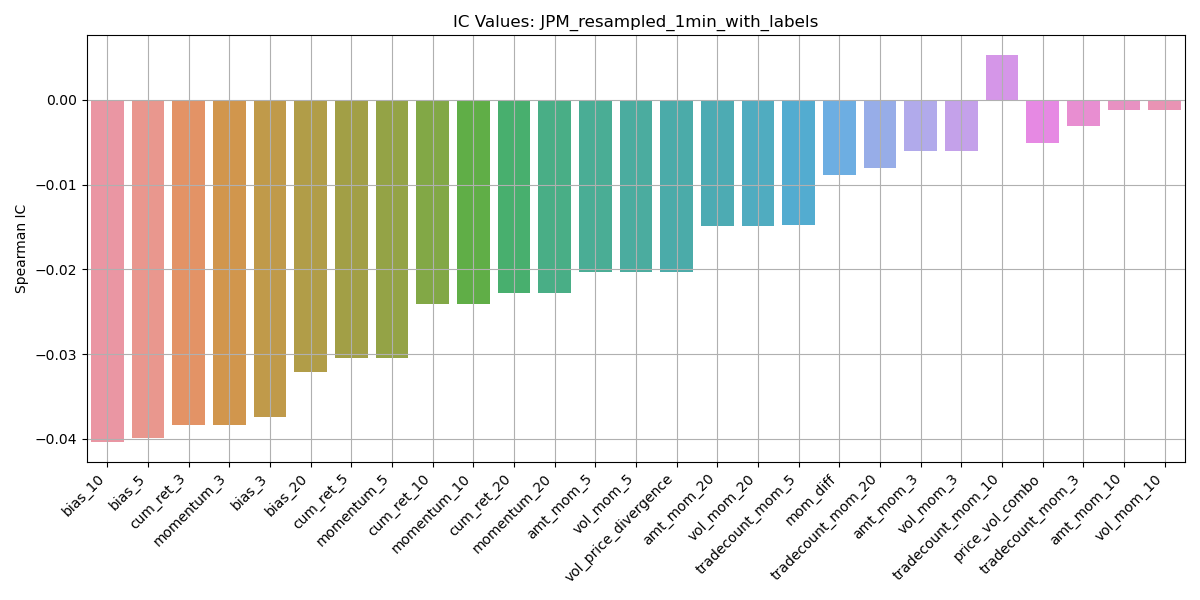 IC Values: JPM_resampled_1min_with_labels
Spearman IC
0.00
−0.01
−0.02
−0.03
−0.04
bias_10
bias_5
cum_ret_3
momentum_3
bias_3
bias_20
cum_ret_5
momentum_5
cum_ret_10
momentum_10
cum_ret_20
momentum_20
amt_mom_5
vol_mom_5
vol_price_divergence
amt_mom_20
vol_mom_20
tradecount_mom_5
mom_diff
tradecount_mom_20
amt_mom_3
vol_mom_3
tradecount_mom_10
price_vol_combo
tradecount_mom_3
amt_mom_10
vol_mom_10